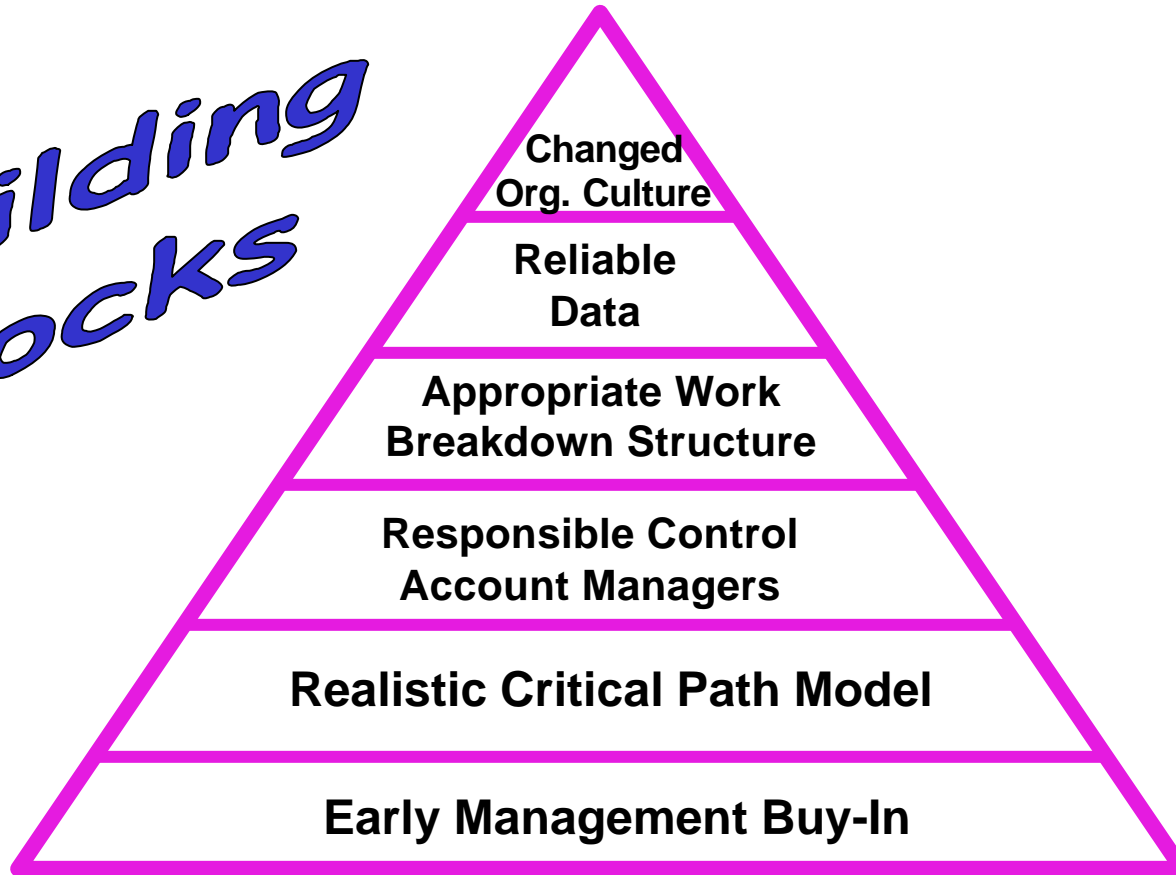 ilding
ocks
Changed
Org. Culture
Reliable
Data
Appropriate Work
Breakdown Structure
Responsible Control
Account Managers
Realistic Critical Path Model
Early Management Buy-In